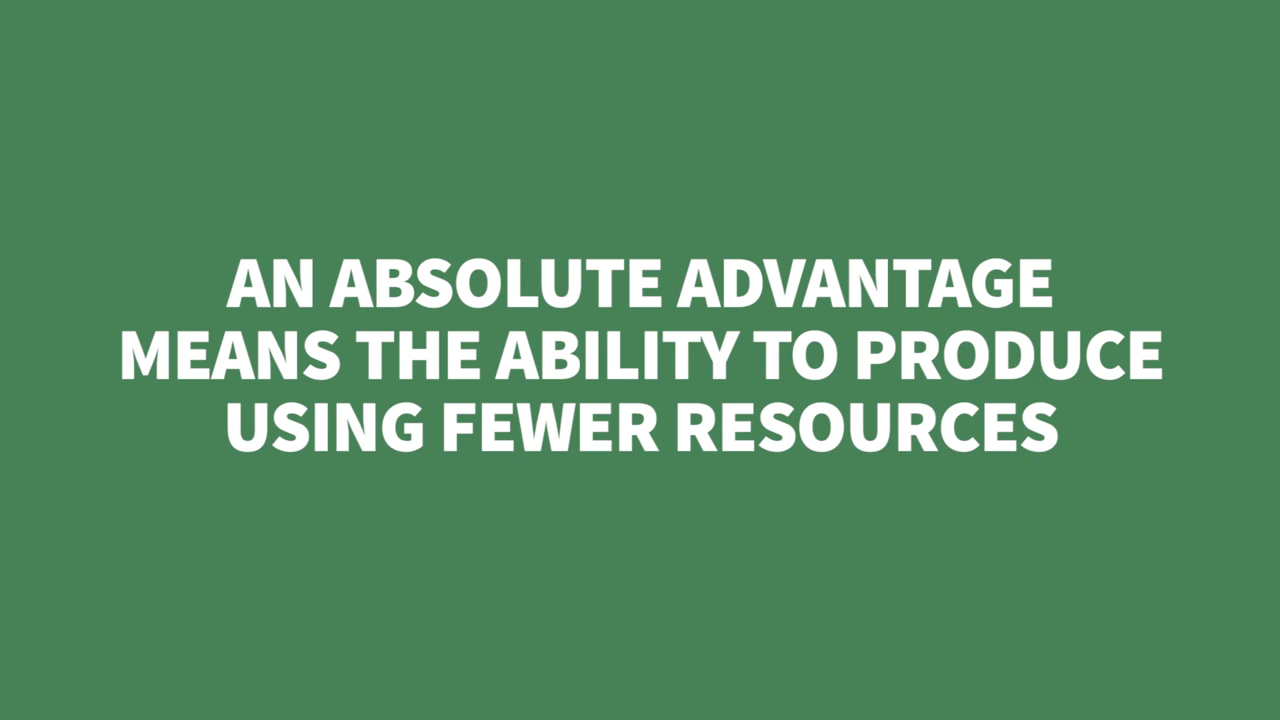 AN ABSOLUTE ADVANTAGE
MEANS THE ABILITY TO PRODUCE
USING FEWER RESOURCES